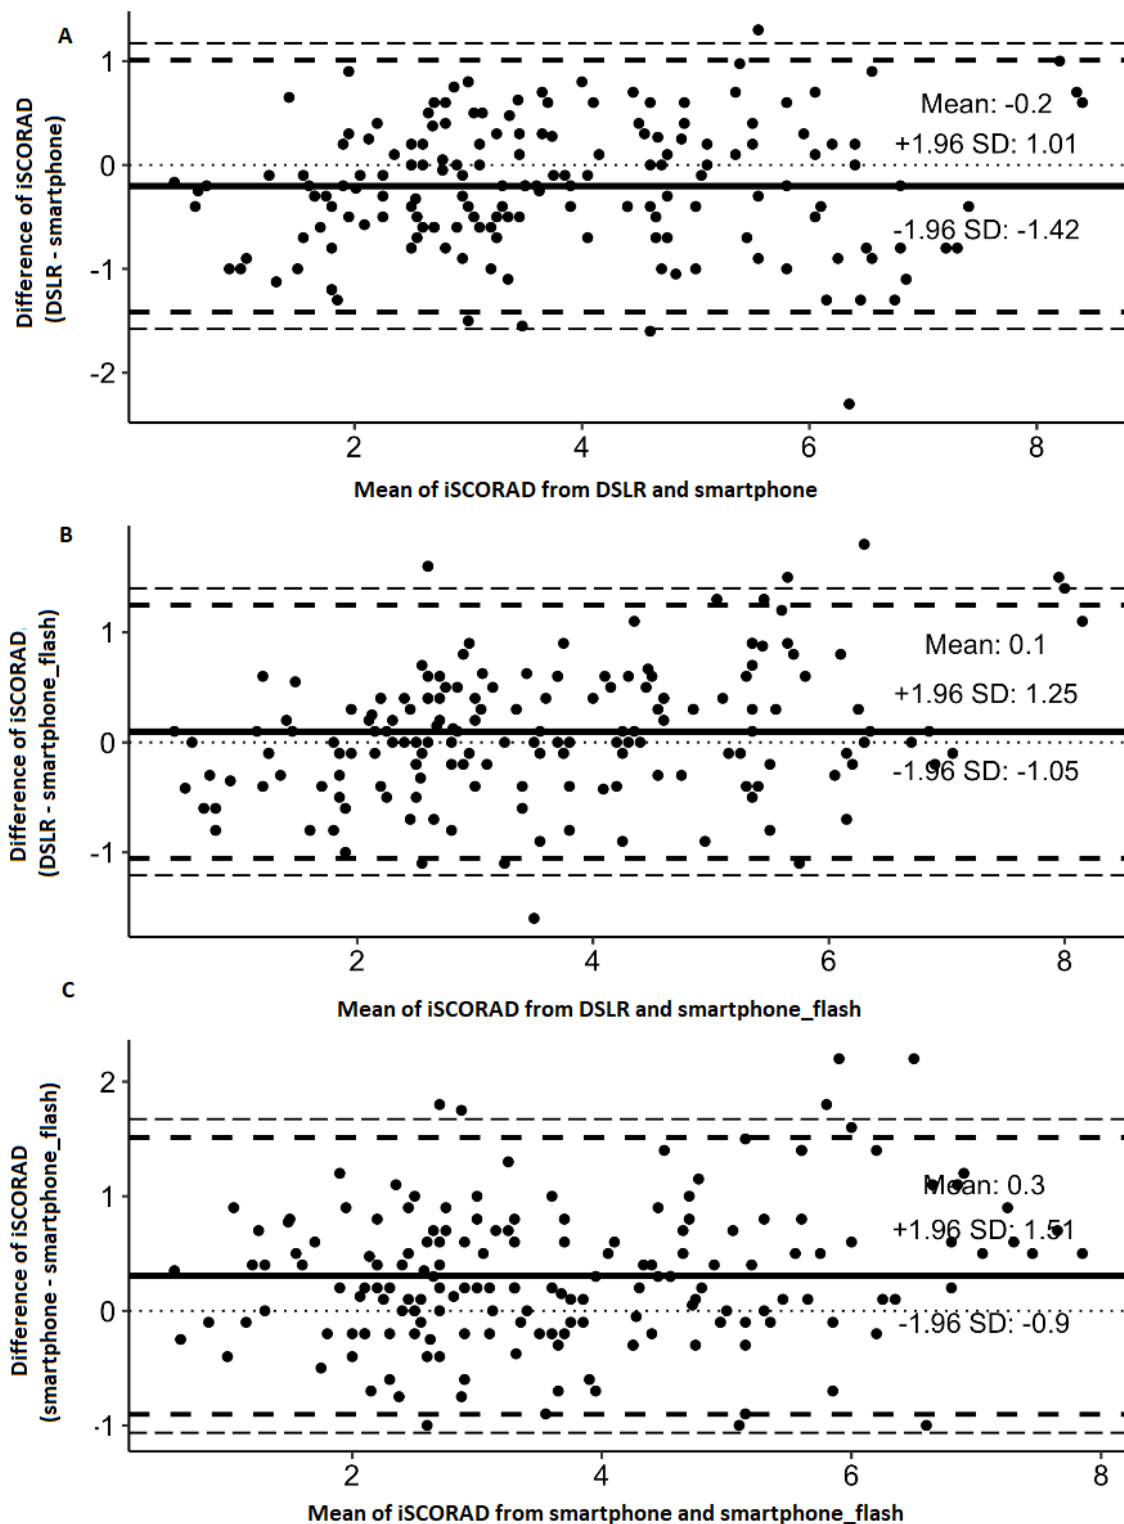 A
Difference of iSCORAD
(DSLR - smartphone)
1
0
-1
-2
Mean: -0.2
+1.96 SD: 1.01
-1.96 SD: -1.42
2 4 6 8
Mean of iSCORAD from DSLR and smartphone
B
Difference of iSCORAD
(DSLR - smartphone_flash)
1
0
-1
Mean: 0.1
+1.96 SD: 1.25
-1.96 SD: -1.05
2 4 6 8
Mean of iSCORAD from DSLR and smartphone_flash
C
Difference of iSCORAD
(smartphone - smartphone_flash)
2
1
0
-1
Mean: 0.3
+1.96 SD: 1.51
-1.96 SD: -0.9
2 4 6 8
Mean of iSCORAD from smartphone and smartphone_flash